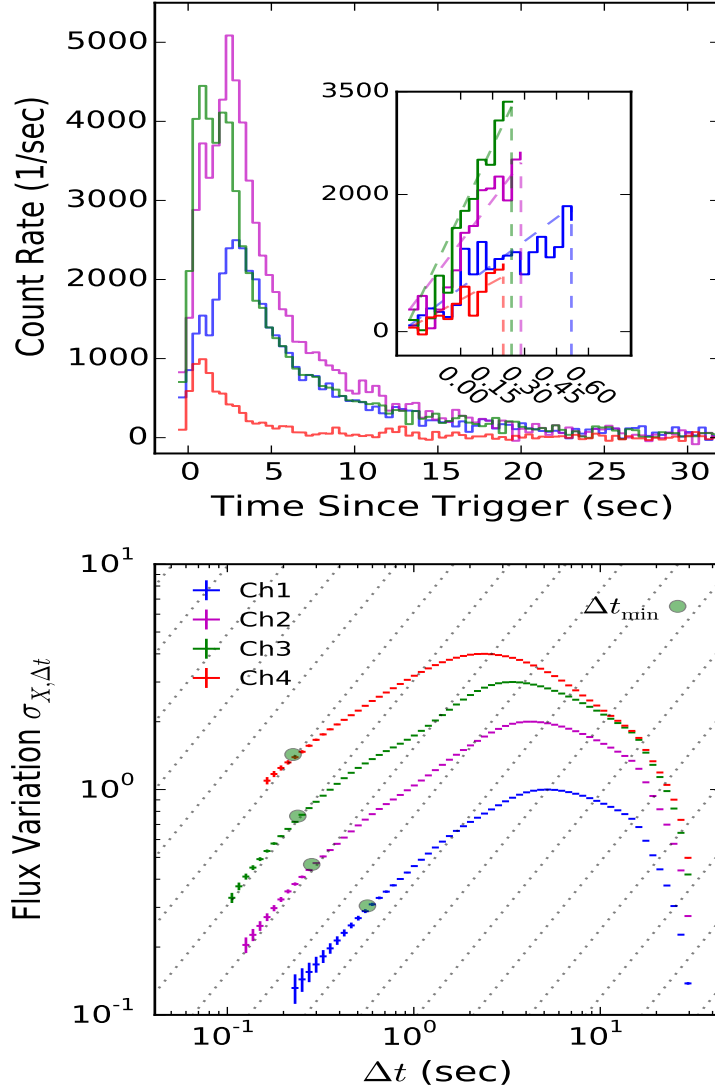 5000
4000
3000
2000
1000
0
Count Rate (1/sec)
3500
2000
0
0.00
0.15
0.30
0.45
0.60
0 5 10 15 20 25 30
Time Since Trigger (sec)
10^1
10^0
10^-1
Flux Variation σ_X,Δt
Ch1
Ch2
Ch3
Ch4
Δt_min
10^-1 10^0 10^1
Δt (sec)